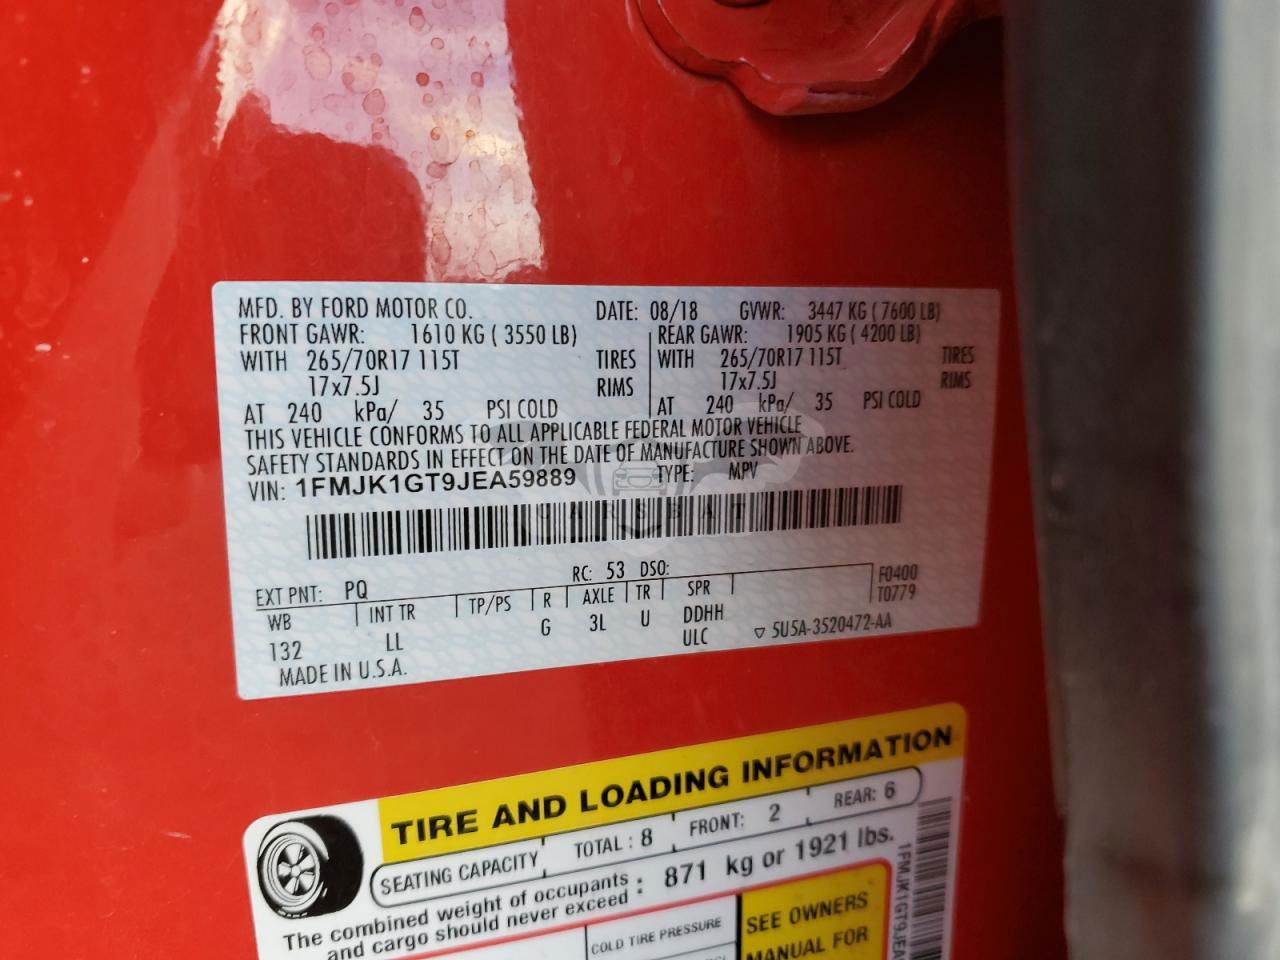 MFD. BY FORD MOTOR CO. DATE: 08/18 GVWR: 3447 KG ( 7600 LB)
FRONT GAWR: 1610 KG ( 3550 LB) REAR GAWR: 1905 KG ( 4200 LB)
WITH 265/70R17 115T TIRES WITH 265/70R17 115T TIRES
17x7.5J RIMS 17x7.5J RIMS
AT 240 kPa/ 35 PSI COLD AT 240 kPa/ 35 PSI COLD
THIS VEHICLE CONFORMS TO ALL APPLICABLE FEDERAL MOTOR VEHICLE
SAFETY STANDARDS IN EFFECT ON THE DATE OF MANUFACTURE SHOWN ABOVE.
VIN: 1FMJK1GT9JEA59889 TYPE: MPV
CARSBAT
EXT PNT: PQ RC: 53 DSO: F0400
WB INT TR TP/PS R AXLE TR SPR T0779
132 LL G 3L U DDHH
ULC ▽ 5U5A-3520472-AA
MADE IN U.S.A.
TIRE AND LOADING INFORMATION
SEATING CAPACITY TOTAL : 8 FRONT: 2 REAR: 6
The combined weight of occupants : 871 kg or 1921 lbs.
and cargo should never exceed
COLD TIRE PRESSURE
SEE OWNERS
MANUAL FOR
1FMJK1GT9JEA